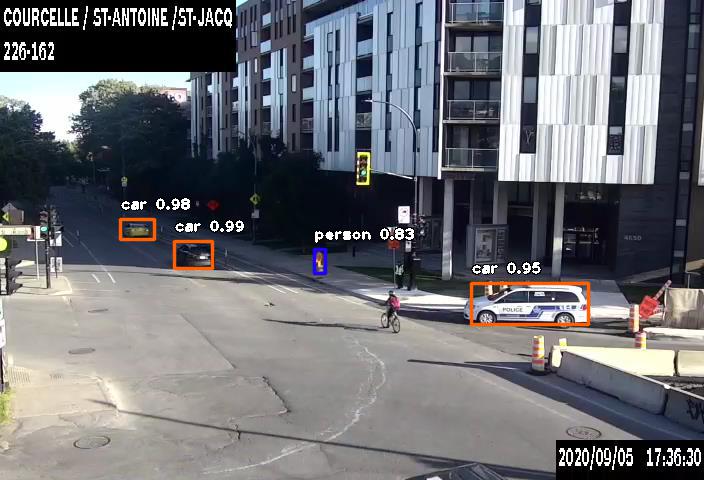 COURCELLE / ST-ANTOINE /ST-JACQ
226-162
car 0.98
car 0.99
person 0.83
car 0.95
POLICE
4650
2020/09/05 17:36:30